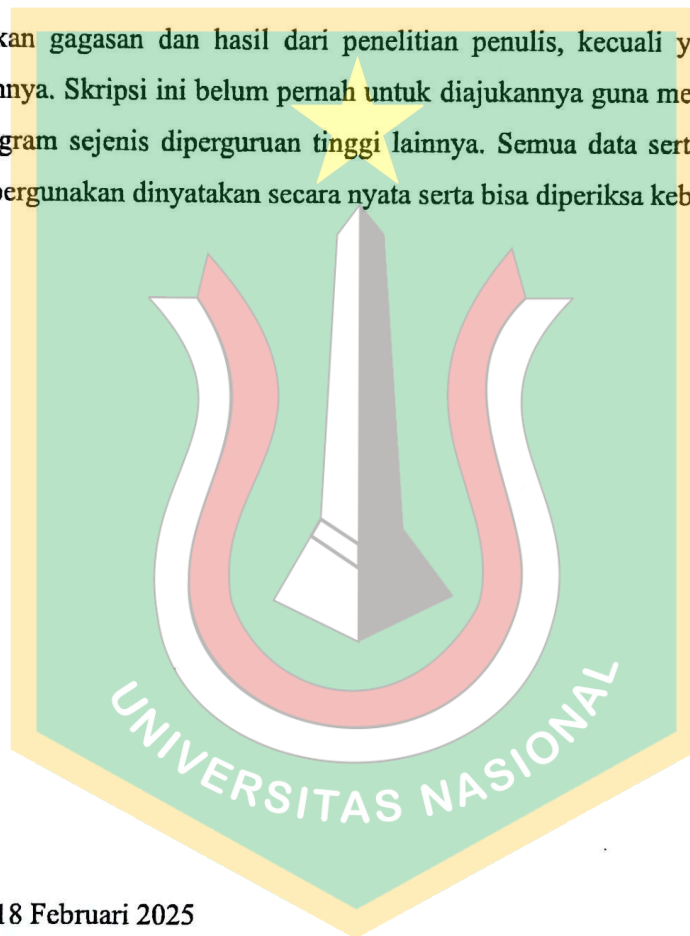 kan gagasan dan hasil dari penelitian penulis, kecuali y
nnya. Skripsi ini belum pernah untuk diajukannya guna me
gram sejenis diperguruan tinggi lainnya. Semua data sert
pergunakan dinyatakan secara nyata serta bisa diperiksa keb
UNIVERSITAS NASIONAL
18 Februari 2025